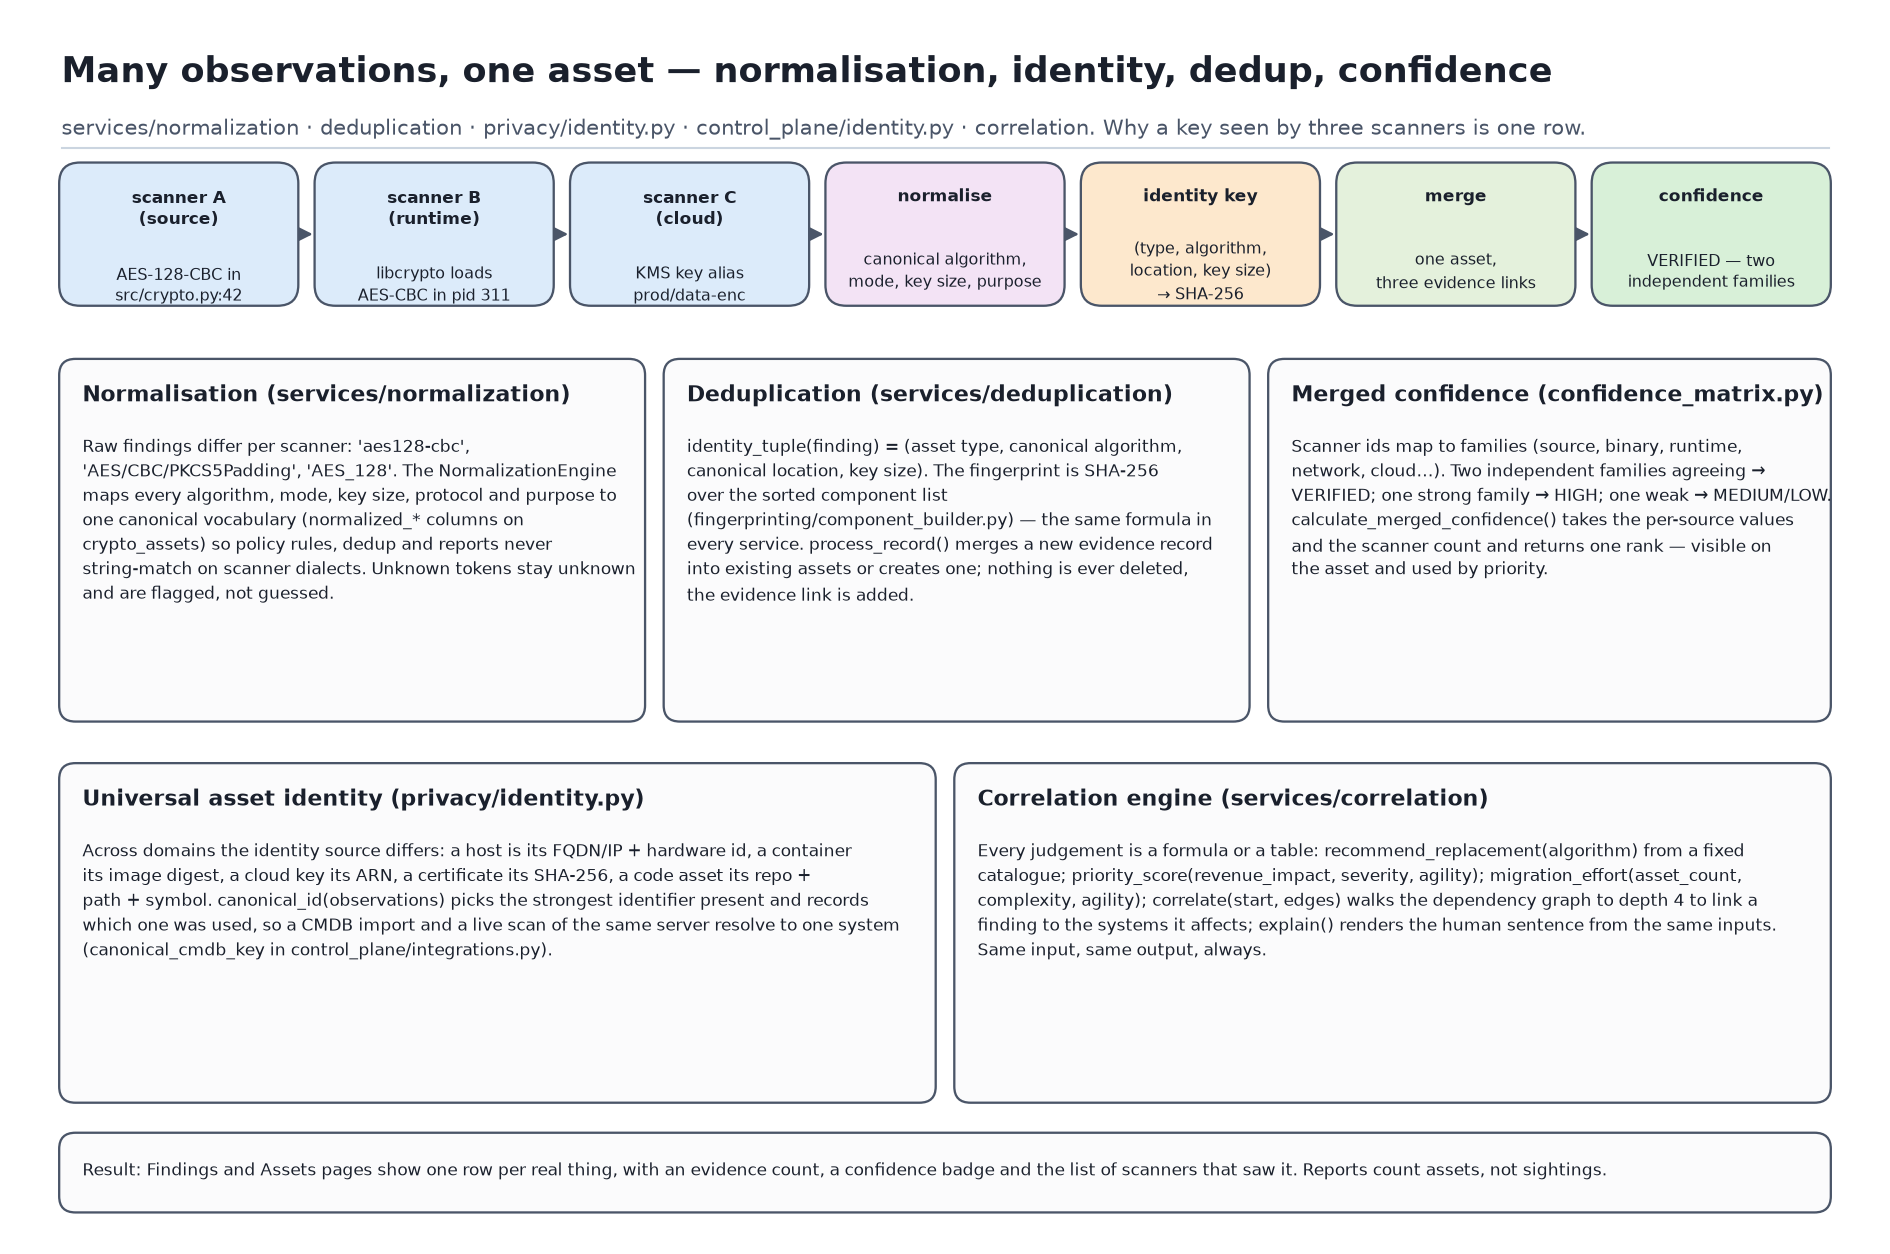 Many observations, one asset — normalisation, identity, dedup, confidence
services/normalization · deduplication · privacy/identity.py · control_plane/identity.py · correlation. Why a key seen by three scanners is one row.
scanner A
(source)
AES-128-CBC in
src/crypto.py:42
scanner B
(runtime)
libcrypto loads
AES-CBC in pid 311
scanner C
(cloud)
KMS key alias
prod/data-enc
normalise
canonical algorithm,
mode, key size, purpose
identity key
(type, algorithm,
location, key size)
→ SHA-256
merge
one asset,
three evidence links
confidence
VERIFIED — two
independent families
Normalisation (services/normalization)
Raw findings differ per scanner: 'aes128-cbc',
'AES/CBC/PKCS5Padding', 'AES_128'. The NormalizationEngine
maps every algorithm, mode, key size, protocol and purpose to
one canonical vocabulary (normalized_* columns on
crypto_assets) so policy rules, dedup and reports never
string-match on scanner dialects. Unknown tokens stay unknown
and are flagged, not guessed.
Deduplication (services/deduplication)
identity_tuple(finding) = (asset type, canonical algorithm,
canonical location, key size). The fingerprint is SHA-256
over the sorted component list
(fingerprinting/component_builder.py) — the same formula in
every service. process_record() merges a new evidence record
into existing assets or creates one; nothing is ever deleted,
the evidence link is added.
Merged confidence (confidence_matrix.py)
Scanner ids map to families (source, binary, runtime,
network, cloud…). Two independent families agreeing →
VERIFIED; one strong family → HIGH; one weak → MEDIUM/LOW.
calculate_merged_confidence() takes the per-source values
and the scanner count and returns one rank — visible on
the asset and used by priority.
Universal asset identity (privacy/identity.py)
Across domains the identity source differs: a host is its FQDN/IP + hardware id, a container
its image digest, a cloud key its ARN, a certificate its SHA-256, a code asset its repo +
path + symbol. canonical_id(observations) picks the strongest identifier present and records
which one was used, so a CMDB import and a live scan of the same server resolve to one system
(canonical_cmdb_key in control_plane/integrations.py).
Correlation engine (services/correlation)
Every judgement is a formula or a table: recommend_replacement(algorithm) from a fixed
catalogue; priority_score(revenue_impact, severity, agility); migration_effort(asset_count,
complexity, agility); correlate(start, edges) walks the dependency graph to depth 4 to link a
finding to the systems it affects; explain() renders the human sentence from the same inputs.
Same input, same output, always.
Result: Findings and Assets pages show one row per real thing, with an evidence count, a confidence badge and the list of scanners that saw it. Reports count assets, not sightings.